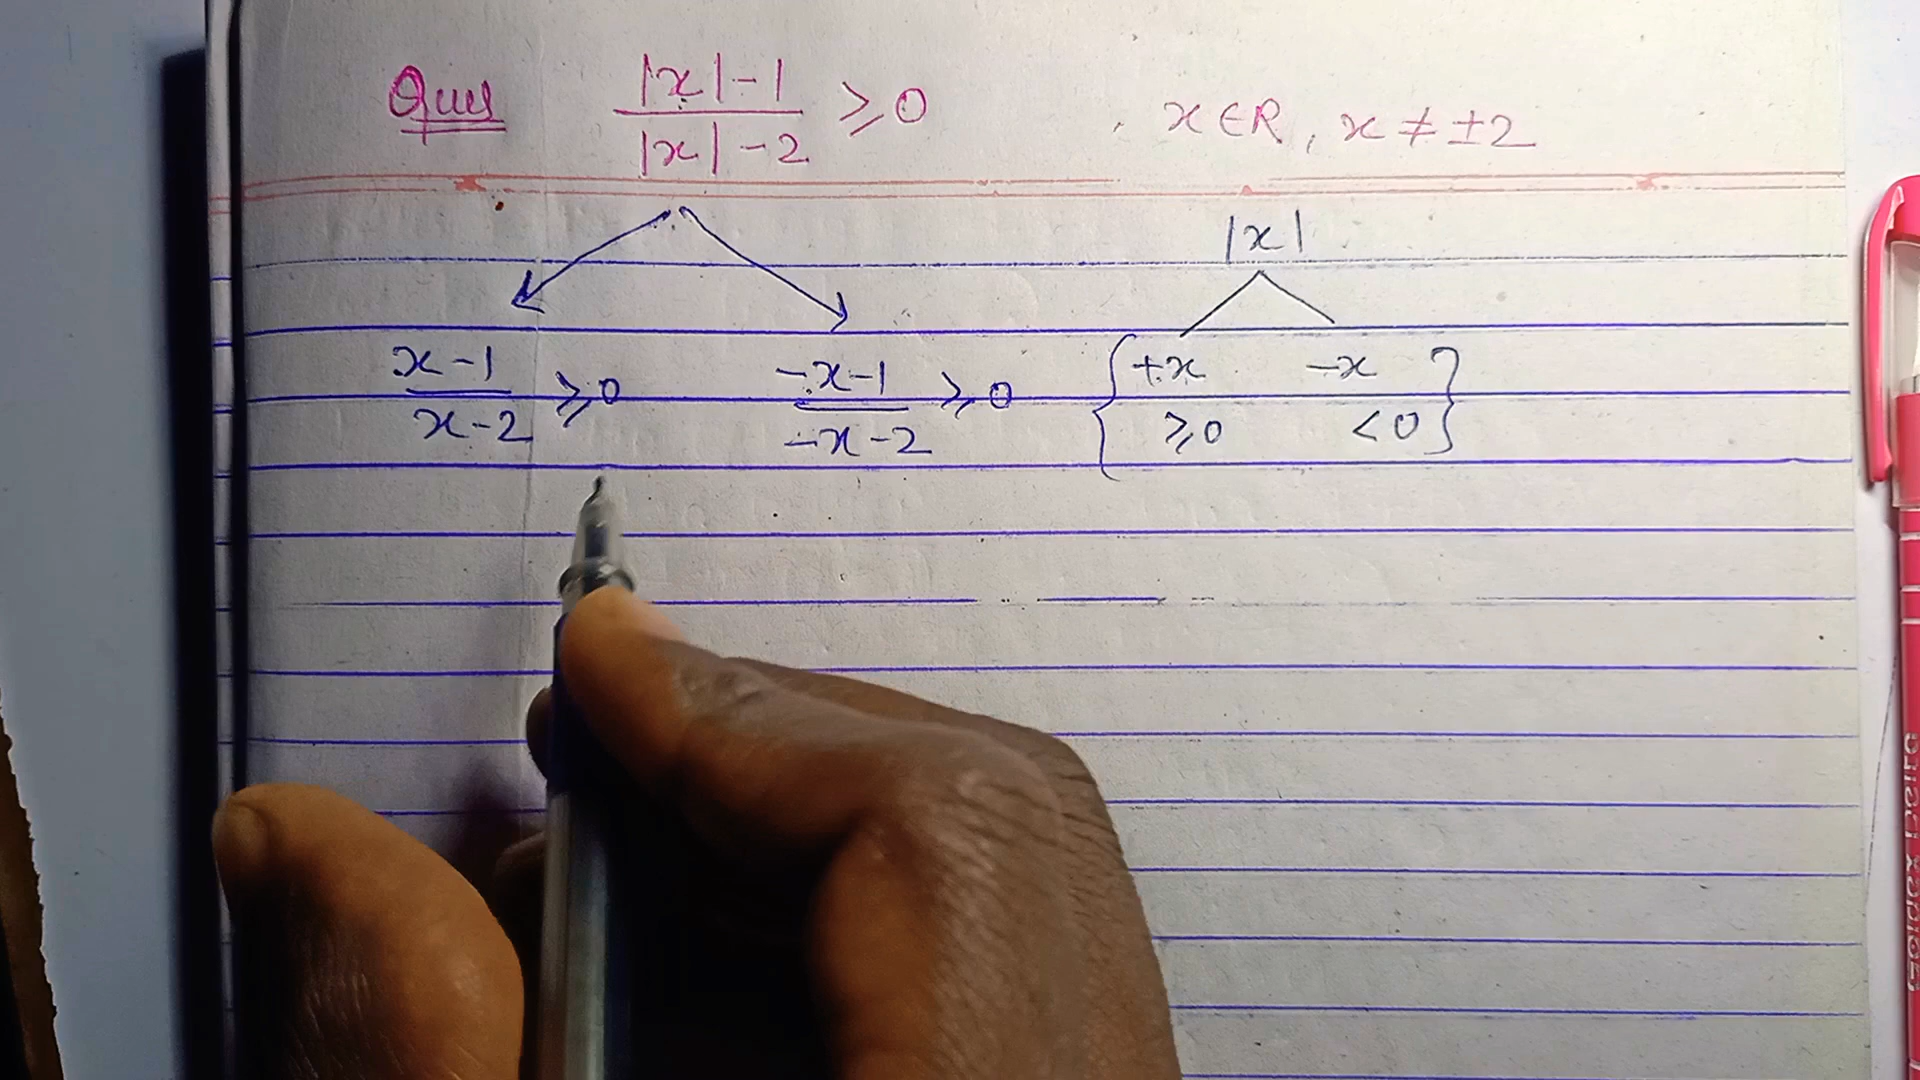 Ques |x|-1 / |x|-2 ≥ 0 , x ∈ R, x ≠ ±2
|x|
x-1 / x-2 ≥ 0 -x-1 / -x-2 ≥ 0 { +x -x }
≥0 <0